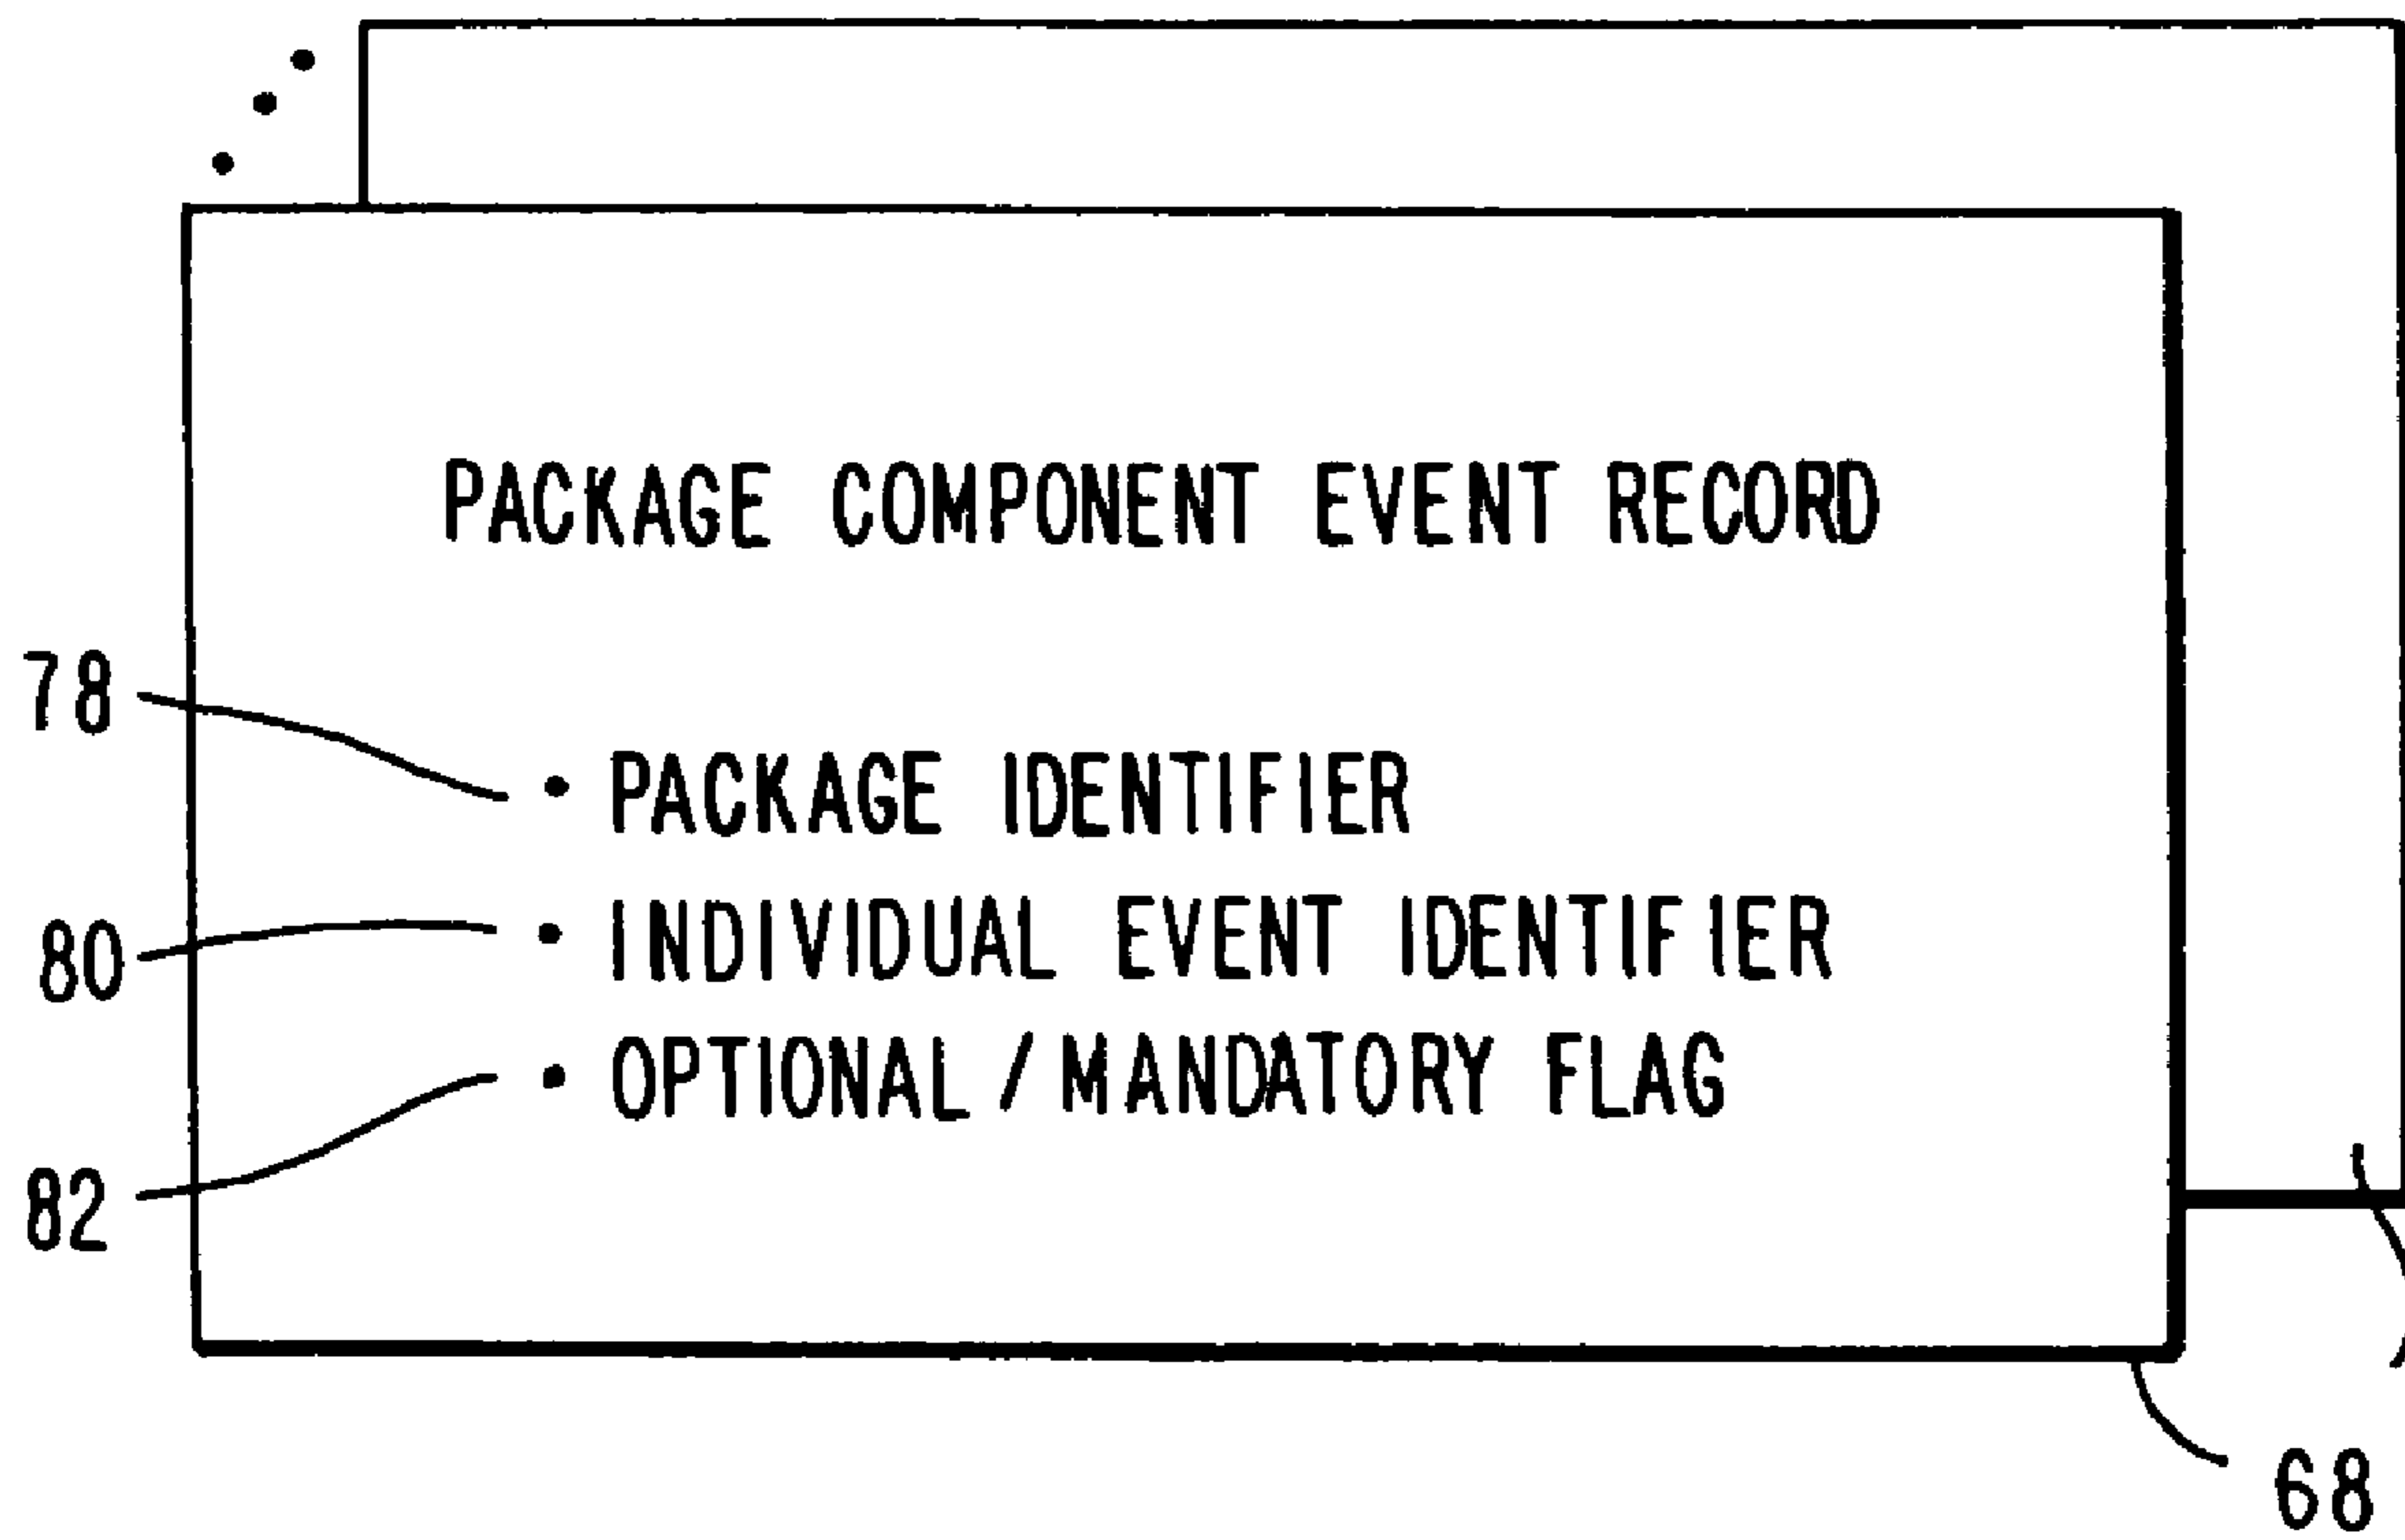 PACKAGE COMPONENT EVENT RECORD
78
• PACKAGE IDENTIFIER
80
• INDIVIDUAL EVENT IDENTIFIER
• OPTIONAL/MANDATORY FLAG
82
68